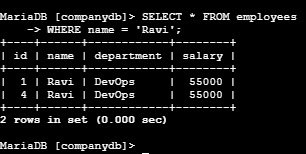 MariaDB [companydb]> SELECT * FROM employees
    -> WHERE name = 'Ravi';
+----+------+------------+--------+
| id | name | department | salary |
+----+------+------------+--------+
|  1 | Ravi | DevOps     |  55000 |
|  4 | Ravi | DevOps     |  55000 |
+----+------+------------+--------+
2 rows in set (0.000 sec)
MariaDB [companydb]> _